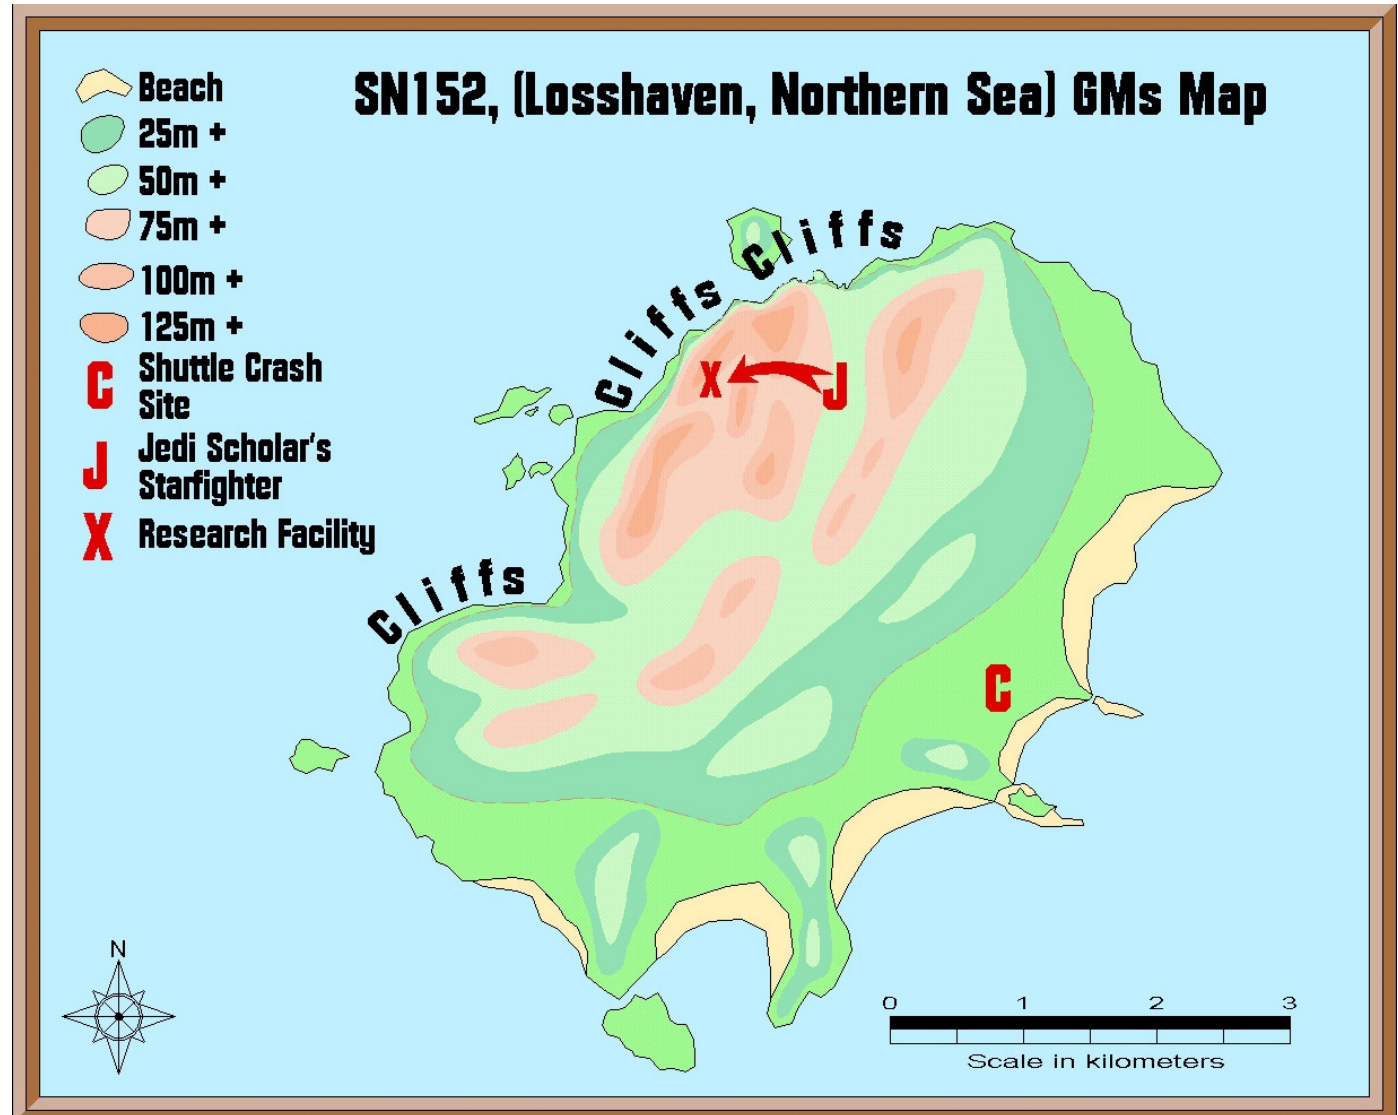 SN152, (Losshaven, Northern Sea) GMs Map
Beach
25m +
50m +
75m +
100m +
125m +
C Shuttle Crash
Site
J Jedi Scholar's
Starfighter
X Research Facility
Cliffs
Cliffs
Cliffs
X
J
C
N
0 1 2 3
Scale in kilometers